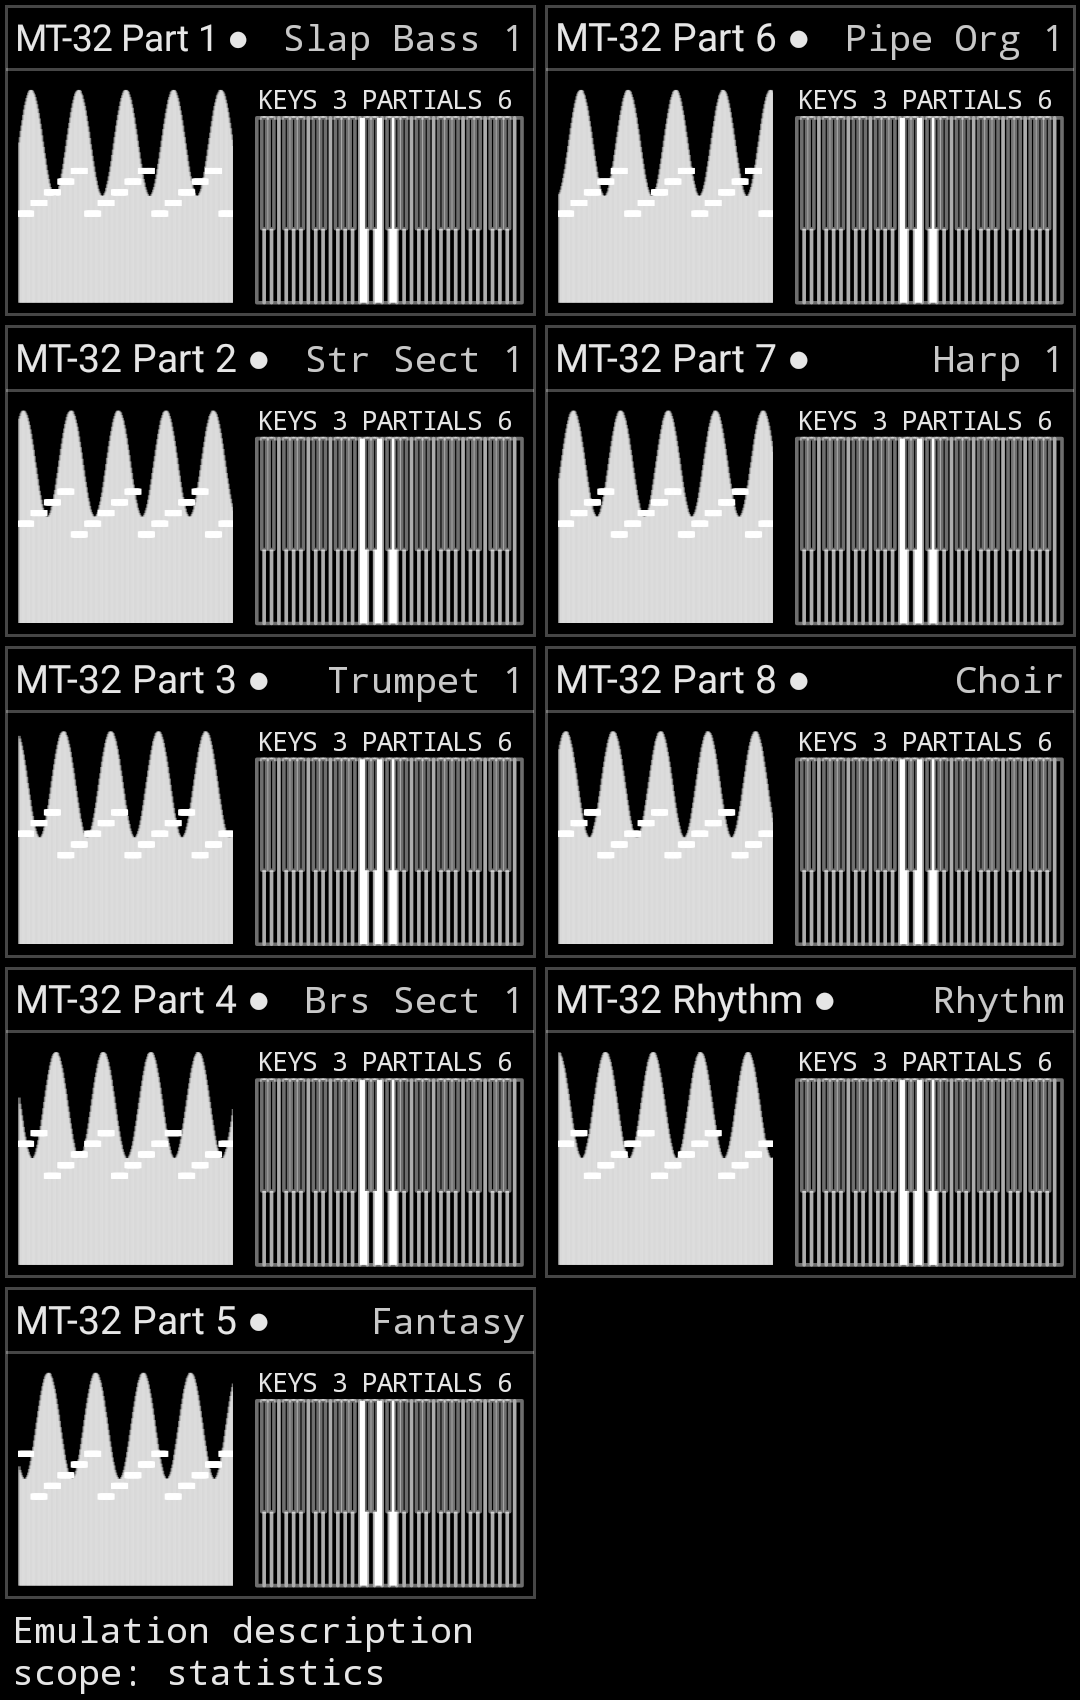 MT-32 Part 1 ● Slap Bass 1
KEYS 3 PARTIALS 6
MT-32 Part 6 ● Pipe Org 1
KEYS 3 PARTIALS 6
MT-32 Part 2 ● Str Sect 1
KEYS 3 PARTIALS 6
MT-32 Part 7 ● Harp 1
KEYS 3 PARTIALS 6
MT-32 Part 3 ● Trumpet 1
KEYS 3 PARTIALS 6
MT-32 Part 8 ● Choir
KEYS 3 PARTIALS 6
MT-32 Part 4 ● Brs Sect 1
KEYS 3 PARTIALS 6
MT-32 Rhythm ● Rhythm
KEYS 3 PARTIALS 6
MT-32 Part 5 ● Fantasy
KEYS 3 PARTIALS 6
Emulation description
scope: statistics